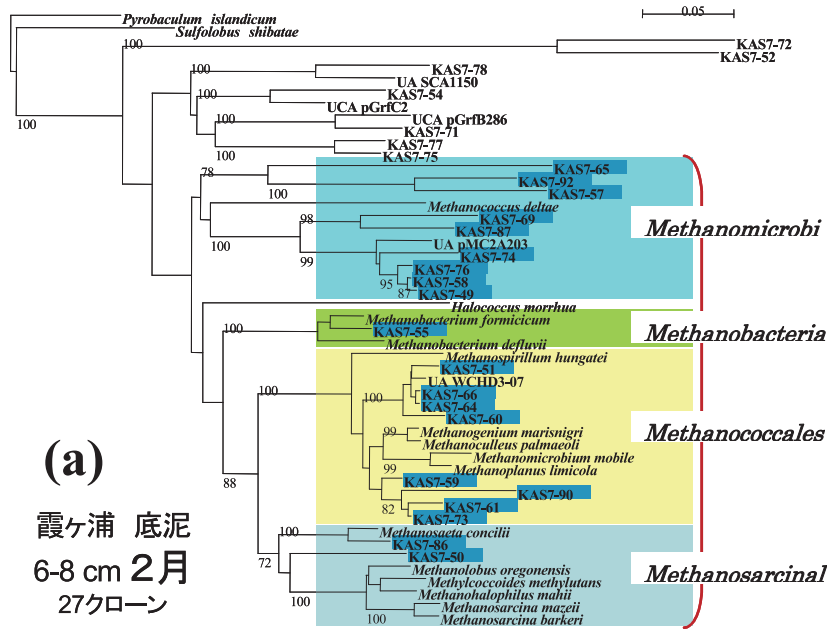 Pyrobaculum islandicum
0.05
Sulfolobus shibatae
100
KAS7-72
KAS7-52
100
KAS7-78
UA SCA1150
100
KAS7-54
UCA pGrfC2
100
UCA pGrfB286
KAS7-71
100
KAS7-77
KAS7-75
100
78
KAS7-65
KAS7-92
100
KAS7-57
Methanococcus deltae
98
KAS7-69
KAS7-87
Methanomicrobi
100
UA pMC2A203
99
KAS7-74
KAS7-76
95
KAS7-58
87
KAS7-49
Halococcus morrhua
Methanobacterium formicicum
100
KAS7-55
Methanobacteria
Methanobacterium defluvii
Methanospirillum hungatei
KAS7-51
UA WCHD3-07
100
KAS7-66
100
KAS7-64
KAS7-60
99
Methanogenium marisnigri
Methanococcales
Methanoculleus palmaeoli
Methanomicrobium mobile
99
Methanoplanus limicola
88
KAS7-59
KAS7-90
82
KAS7-61
KAS7-73
100
Methanosaeta concilii
KAS7-86
72
KAS7-50
Methanolobus oregonensis
Methanosarcinal
Methylcoccoides methylutans
100
Methanohalophilus mahii
Methanosarcina mazeii
100
Methanosarcina barkeri
(a)
霞ヶ浦 底泥
6-8 cm 2月
27クローン